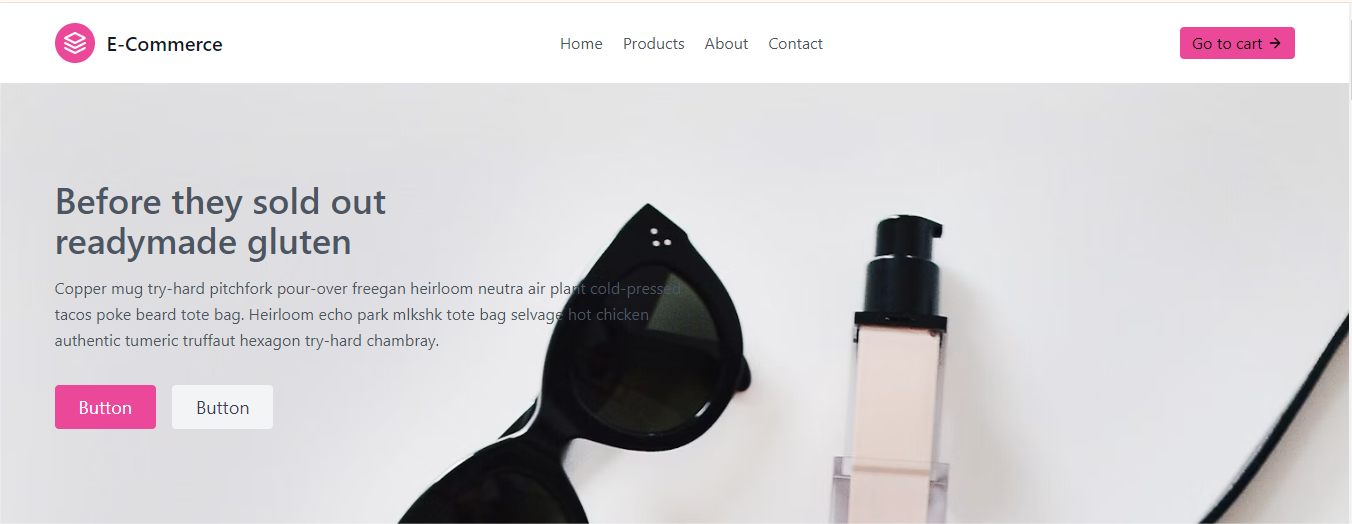 E-Commerce
Home Products About Contact
Go to cart →
Before they sold out
readymade gluten
Copper mug try-hard pitchfork pour-over freegan heirloom neutra air plant cold-pressed
tacos poke beard tote bag. Heirloom echo park mlkshk tote bag selvage hot chicken
authentic tumeric truffaut hexagon try-hard chambray.
Button Button